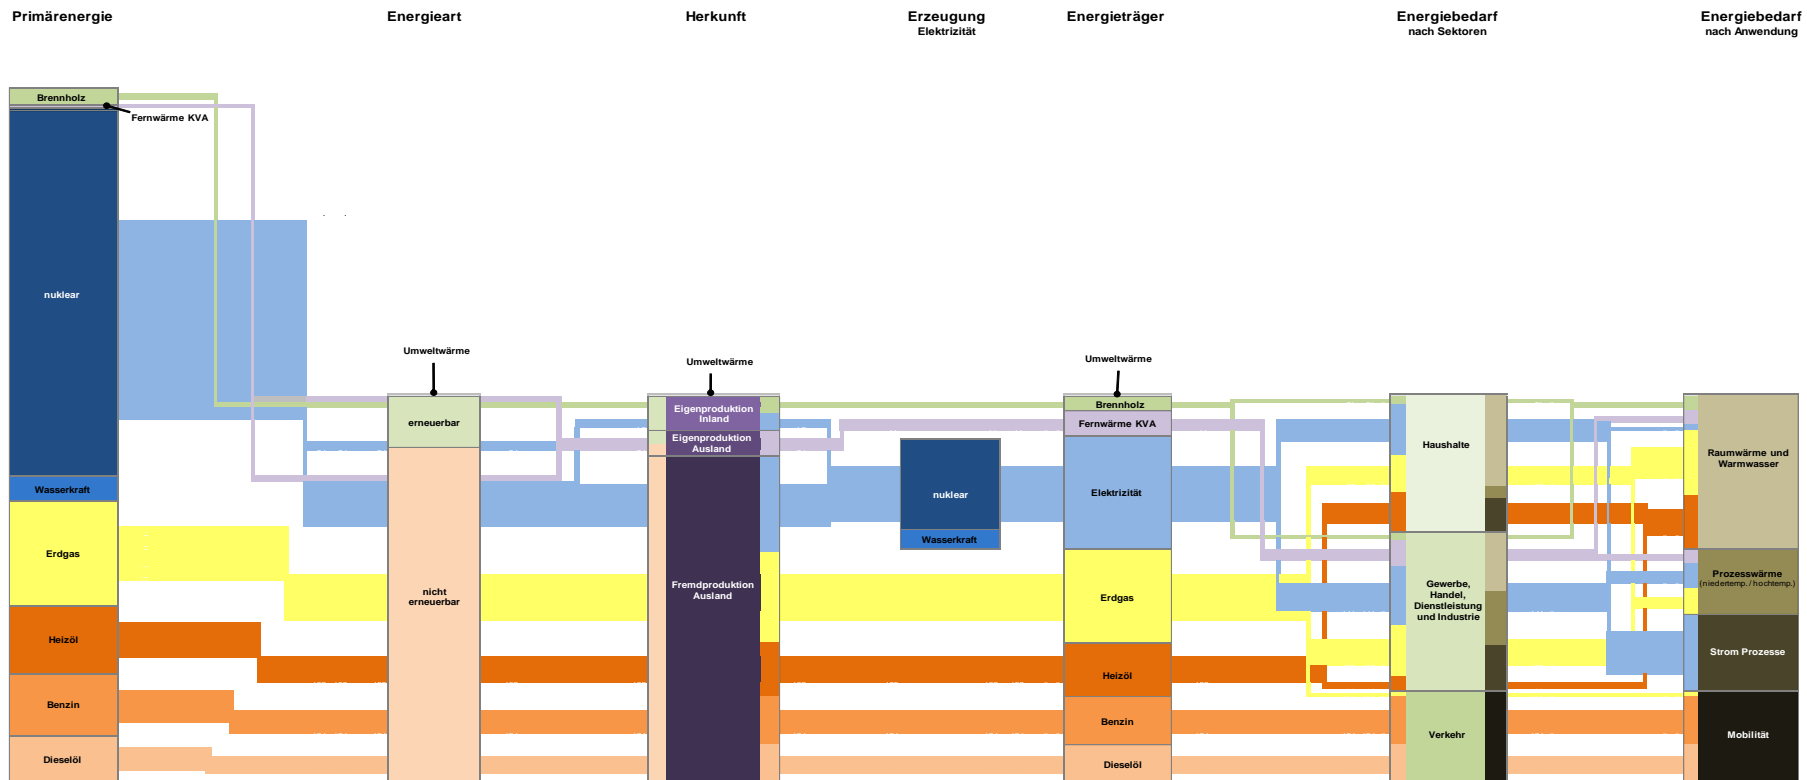 Primärenergie
Energieart
Herkunft
Erzeugung
Elektrizität
Energieträger
Energiebedarf
nach Sektoren
Energiebedarf
nach Anwendung
Brennholz
Fernwärme KVA
nuklear
Wasserkraft
Erdgas
Heizöl
Benzin
Dieselöl
Umweltwärme
erneuerbar
nicht
erneuerbar
Umweltwärme
Eigenproduktion
Inland
Eigenproduktion
Ausland
Fremdproduktion
Ausland
nuklear
Wasserkraft
Umweltwärme
Brennholz
Fernwärme KVA
Elektrizität
Erdgas
Heizöl
Benzin
Dieselöl
Haushalte
Gewerbe,
Handel,
Dienstleistung
und Industrie
Verkehr
Raumwärme und
Warmwasser
Prozesswärme
(niedertemp./ hochtemp.)
Strom Prozesse
Mobilität